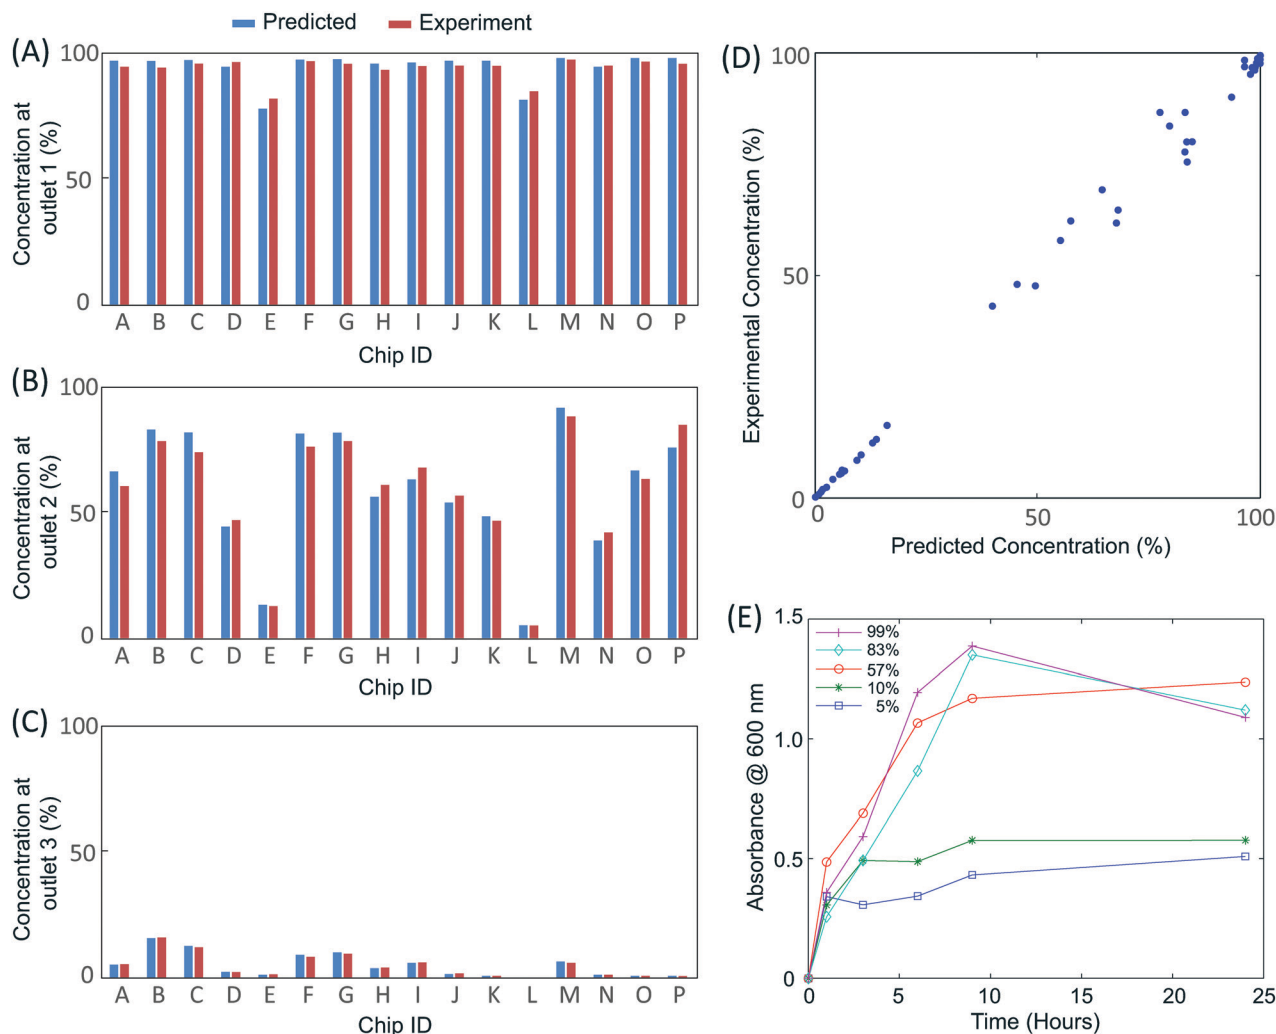 Predicted Experiment
(A)
100
50
0
Concentration at
outlet 1 (%)
A B C D E F G H I J K L M N O P
Chip ID
(B)
100
50
0
Concentration at
outlet 2 (%)
A B C D E F G H I J K L M N O P
Chip ID
(C)
100
50
0
Concentration at
outlet 3 (%)
A B C D E F G H I J K L M N O P
Chip ID
(D)
100
50
0
Experimental Concentration (%)
0 50 100
Predicted Concentration (%)
(E)
1.5
1.0
0.5
0
Absorbance @ 600 nm
99%
83%
57%
10%
5%
0 5 10 15 20 25
Time (Hours)